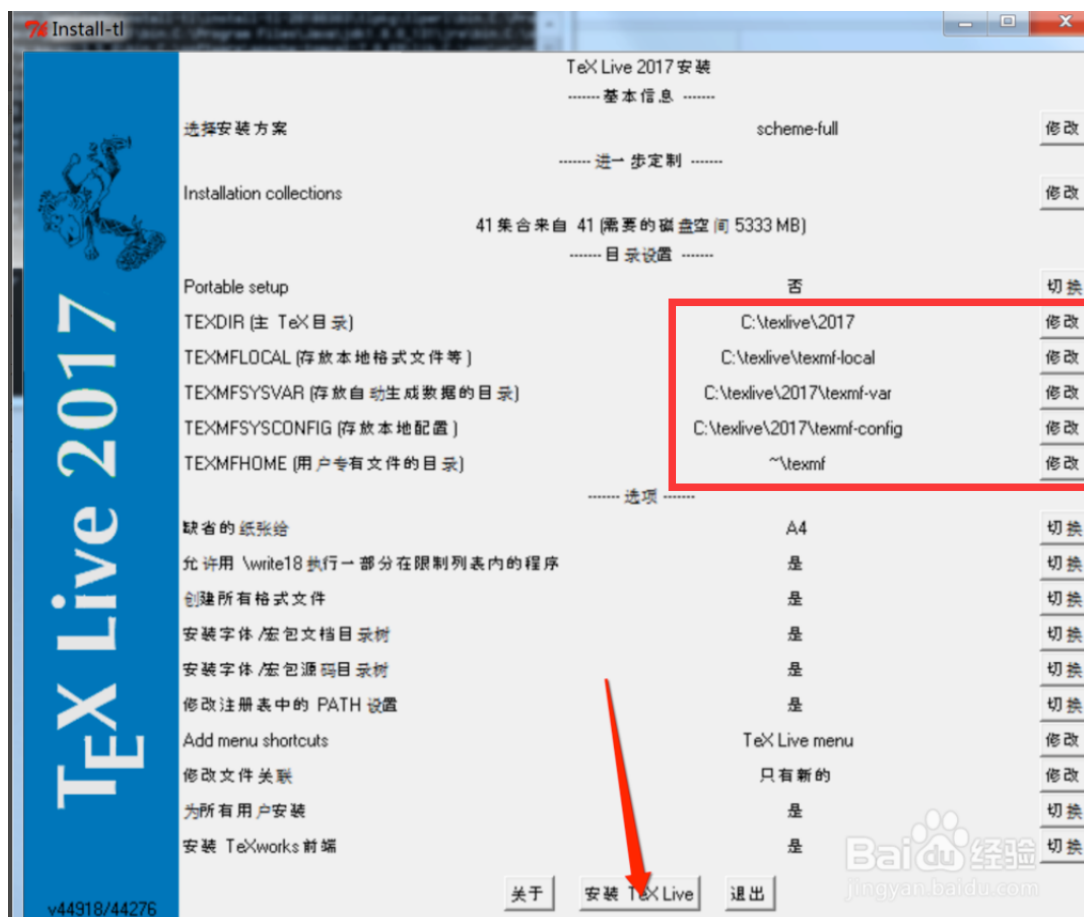 Install-tl
TeX Live 2017 安装
------- 基本信息 -------
选择安装方案 scheme-full 修改
------- 进一步定制 -------
Installation collections 修改
41 集合来自 41 (需要的磁盘空间 5333 MB)
------- 目录设置 -------
Portable setup 否 切换
TEXDIR (主 TeX 目录) C:\texlive\2017 修改
TEXMFLOCAL (存放本地格式文件等) C:\texlive\texmf-local 修改
TEXMFSYSVAR (存放自动生成数据的目录) C:\texlive\2017\texmf-var 修改
TEXMFSYSCONFIG (存放本地配置) C:\texlive\2017\texmf-config 修改
TEXMFHOME (用户专有文件的目录) ~\texmf 修改
------- 选项 -------
缺省的纸张给 A4 切换
允许用 \write18 执行一部分在限制列表内的程序 是 切换
创建所有格式文件 是 切换
安装字体/宏包文档目录树 是 切换
安装字体/宏包源码目录树 是 切换
修改注册表中的 PATH 设置 是 切换
Add menu shortcuts TeX Live menu 修改
修改文件关联 只有新的 修改
为所有用户安装 是 切换
安装 TeXworks 前端 是 切换
关于 安装 TeX Live 退出
TEX Live 2017
v44918/44276
Baidu 经验
jingyan.baidu.com